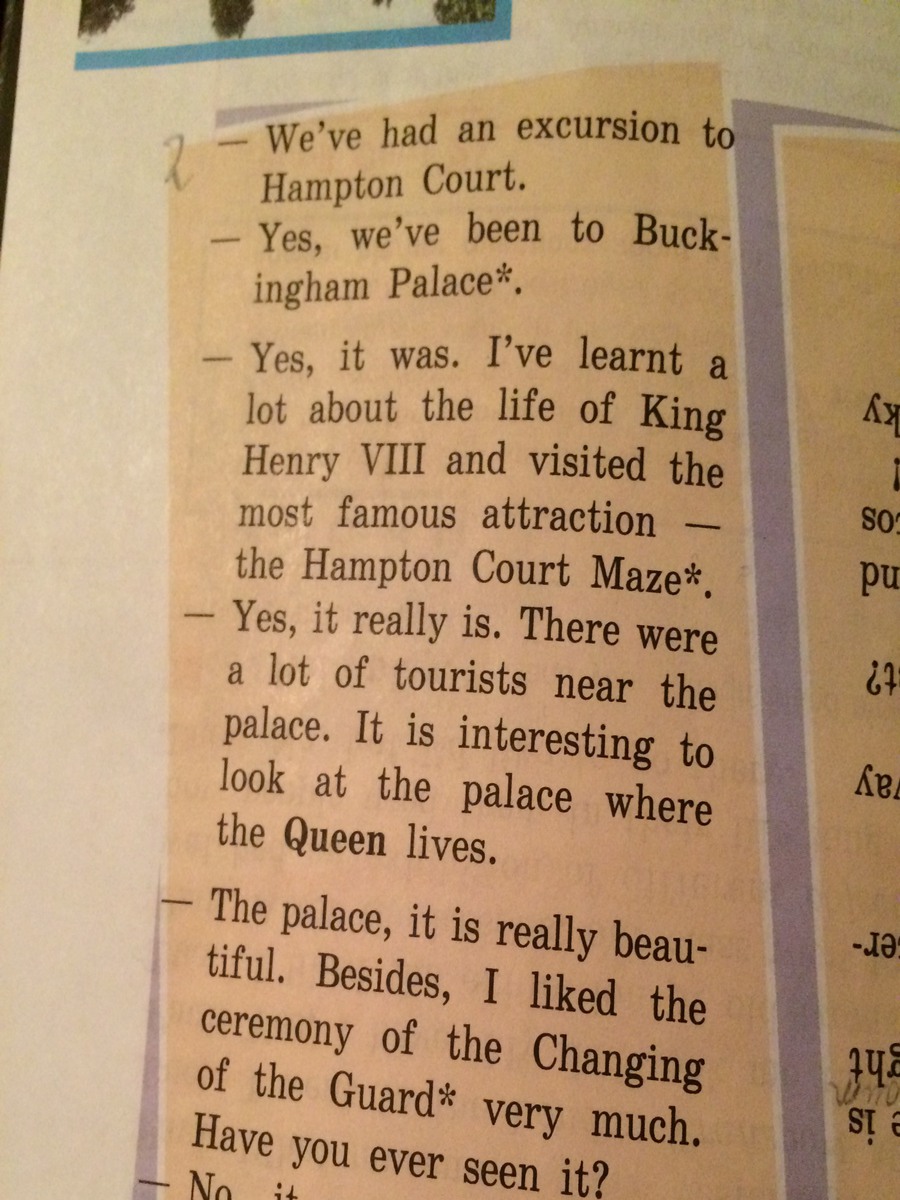 2
— We've had an excursion to
Hampton Court.
— Yes, we've been to Buck-
ingham Palace*.
— Yes, it was. I've learnt a
lot about the life of King
Henry VIII and visited the
most famous attraction —
the Hampton Court Maze*.
— Yes, it really is. There were
a lot of tourists near the
palace. It is interesting to
look at the palace where
the Queen lives.
— The palace, it is really beau-
tiful. Besides, I liked the
ceremony of the Changing
of the Guard* very much.
Have you ever seen it?
— No, it